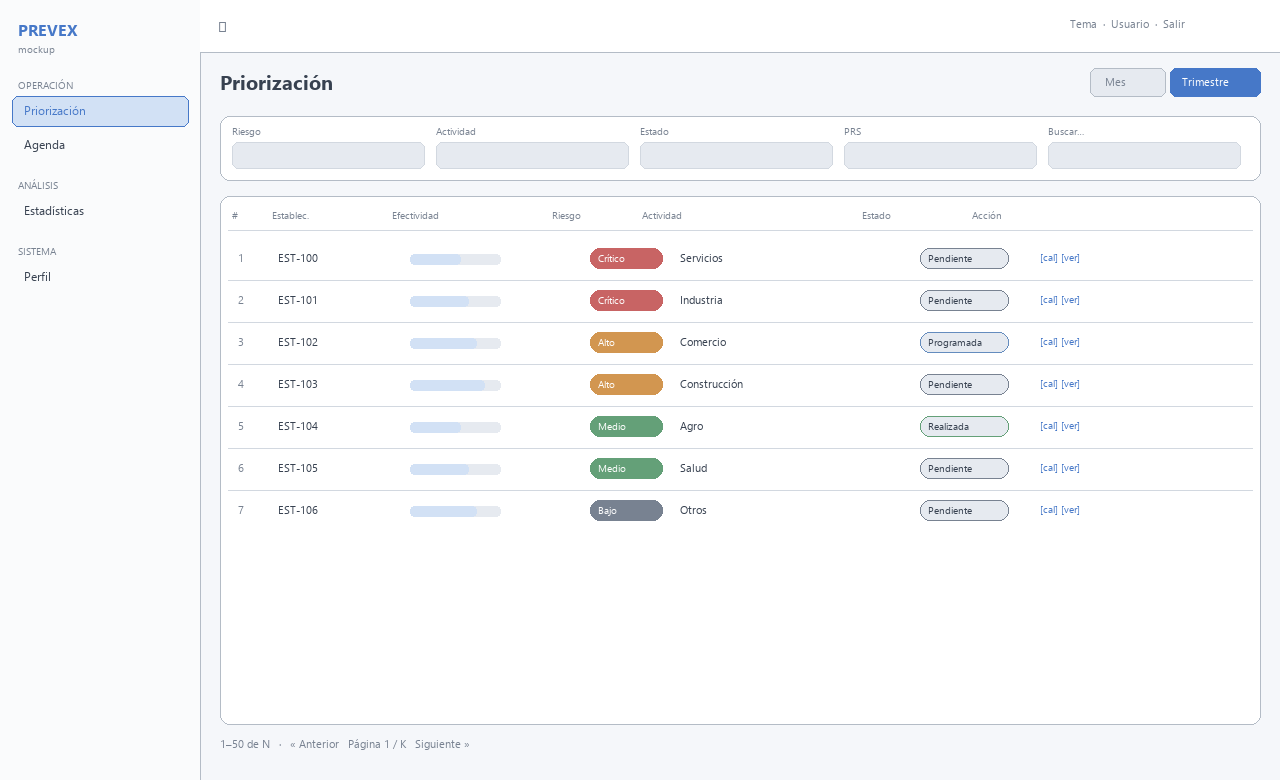 PREVEX
mockup
OPERACIÓN
Priorización
Agenda
ANÁLISIS
Estadísticas
SISTEMA
Perfil
Tema · Usuario · Salir
Priorización
Mes Trimestre
Riesgo Actividad Estado PRS Buscar...
# Establec. Efectividad Riesgo Actividad Estado Acción
1 EST-100 Crítico Servicios Pendiente [cal] [ver]
2 EST-101 Crítico Industria Pendiente [cal] [ver]
3 EST-102 Alto Comercio Programada [cal] [ver]
4 EST-103 Alto Construcción Pendiente [cal] [ver]
5 EST-104 Medio Agro Realizada [cal] [ver]
6 EST-105 Medio Salud Pendiente [cal] [ver]
7 EST-106 Bajo Otros Pendiente [cal] [ver]
1–50 de N · « Anterior Página 1 / K Siguiente »